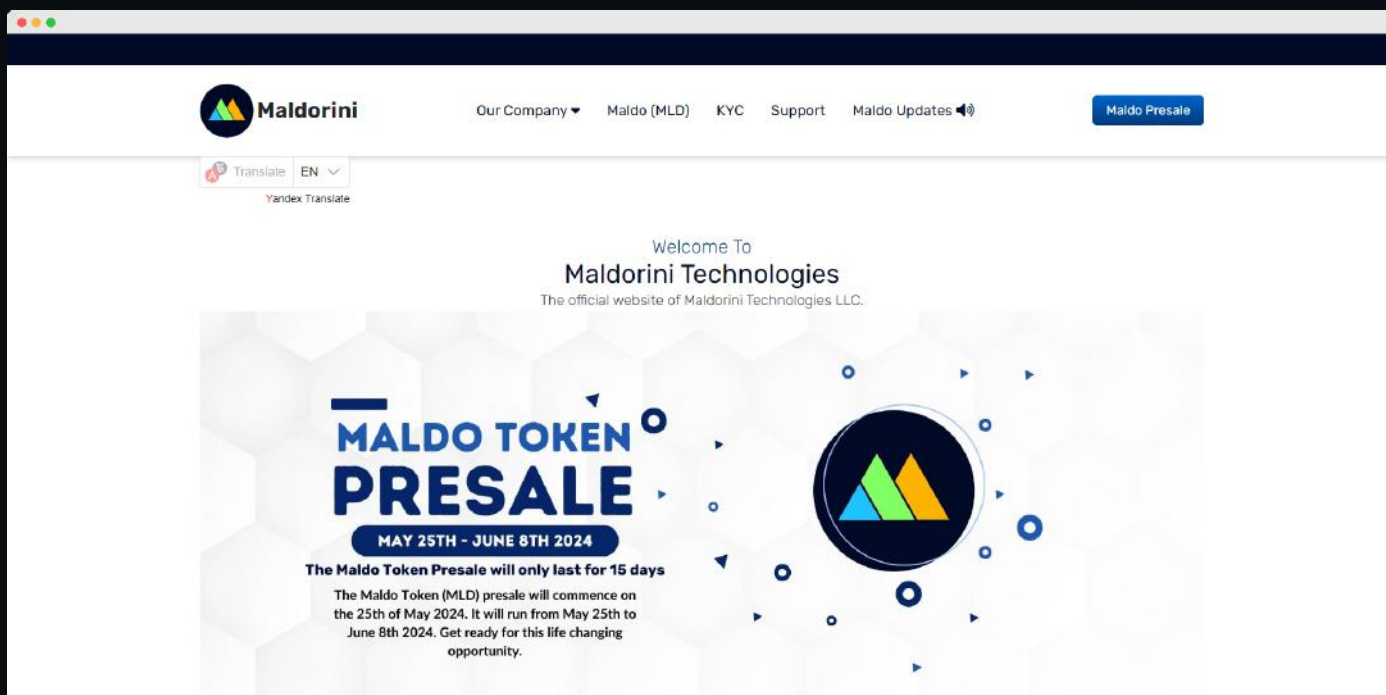 Maldorini
Our Company
Maldo (MLD)
KYC
Support
Maldo Updates
Maldo Presale
Translate
EN
Yandex Translate
Welcome To
Maldorini Technologies
The official website of Maldorini Technologies LLC.
MALDO TOKEN
PRESALE
MAY 25TH - JUNE 8TH 2024
The Maldo Token Presale will only last for 15 days
The Maldo Token (MLD) presale will commence on
the 25th of May 2024. It will run from May 25th to
June 8th 2024. Get ready for this life changing
opportunity.